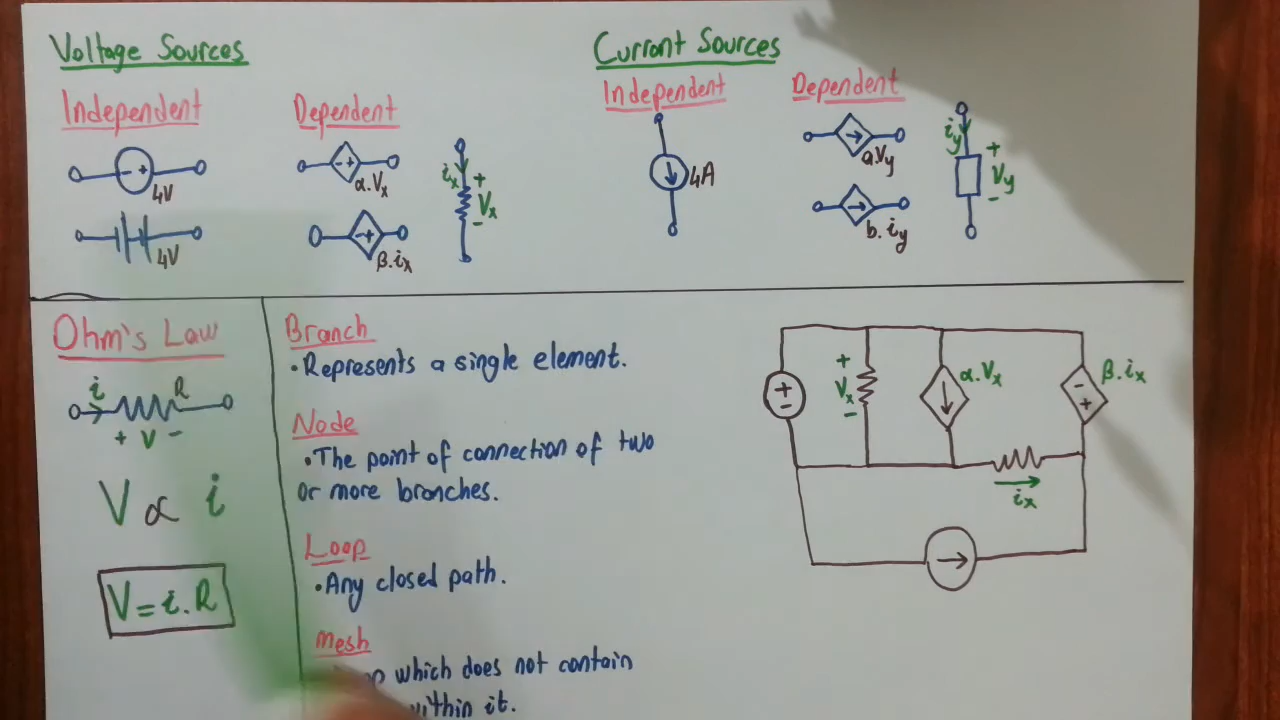 Voltage Sources
Independent
4V
4V
Dependent
α.Vx
β.ix
ix
+
Vx
-
Current Sources
Independent
4A
Dependent
a.Vy
b.iy
iy
+
Vy
-
Ohm's Law
i
R
+ V -
V ∝ i
V = i.R
Branch
• Represents a single element.
Node
• The point of connection of two
or more branches.
Loop
• Any closed path.
Mesh
which does not contain
within it.
+
-
+
Vx
-
α.Vx
-
+
β.ix
ix